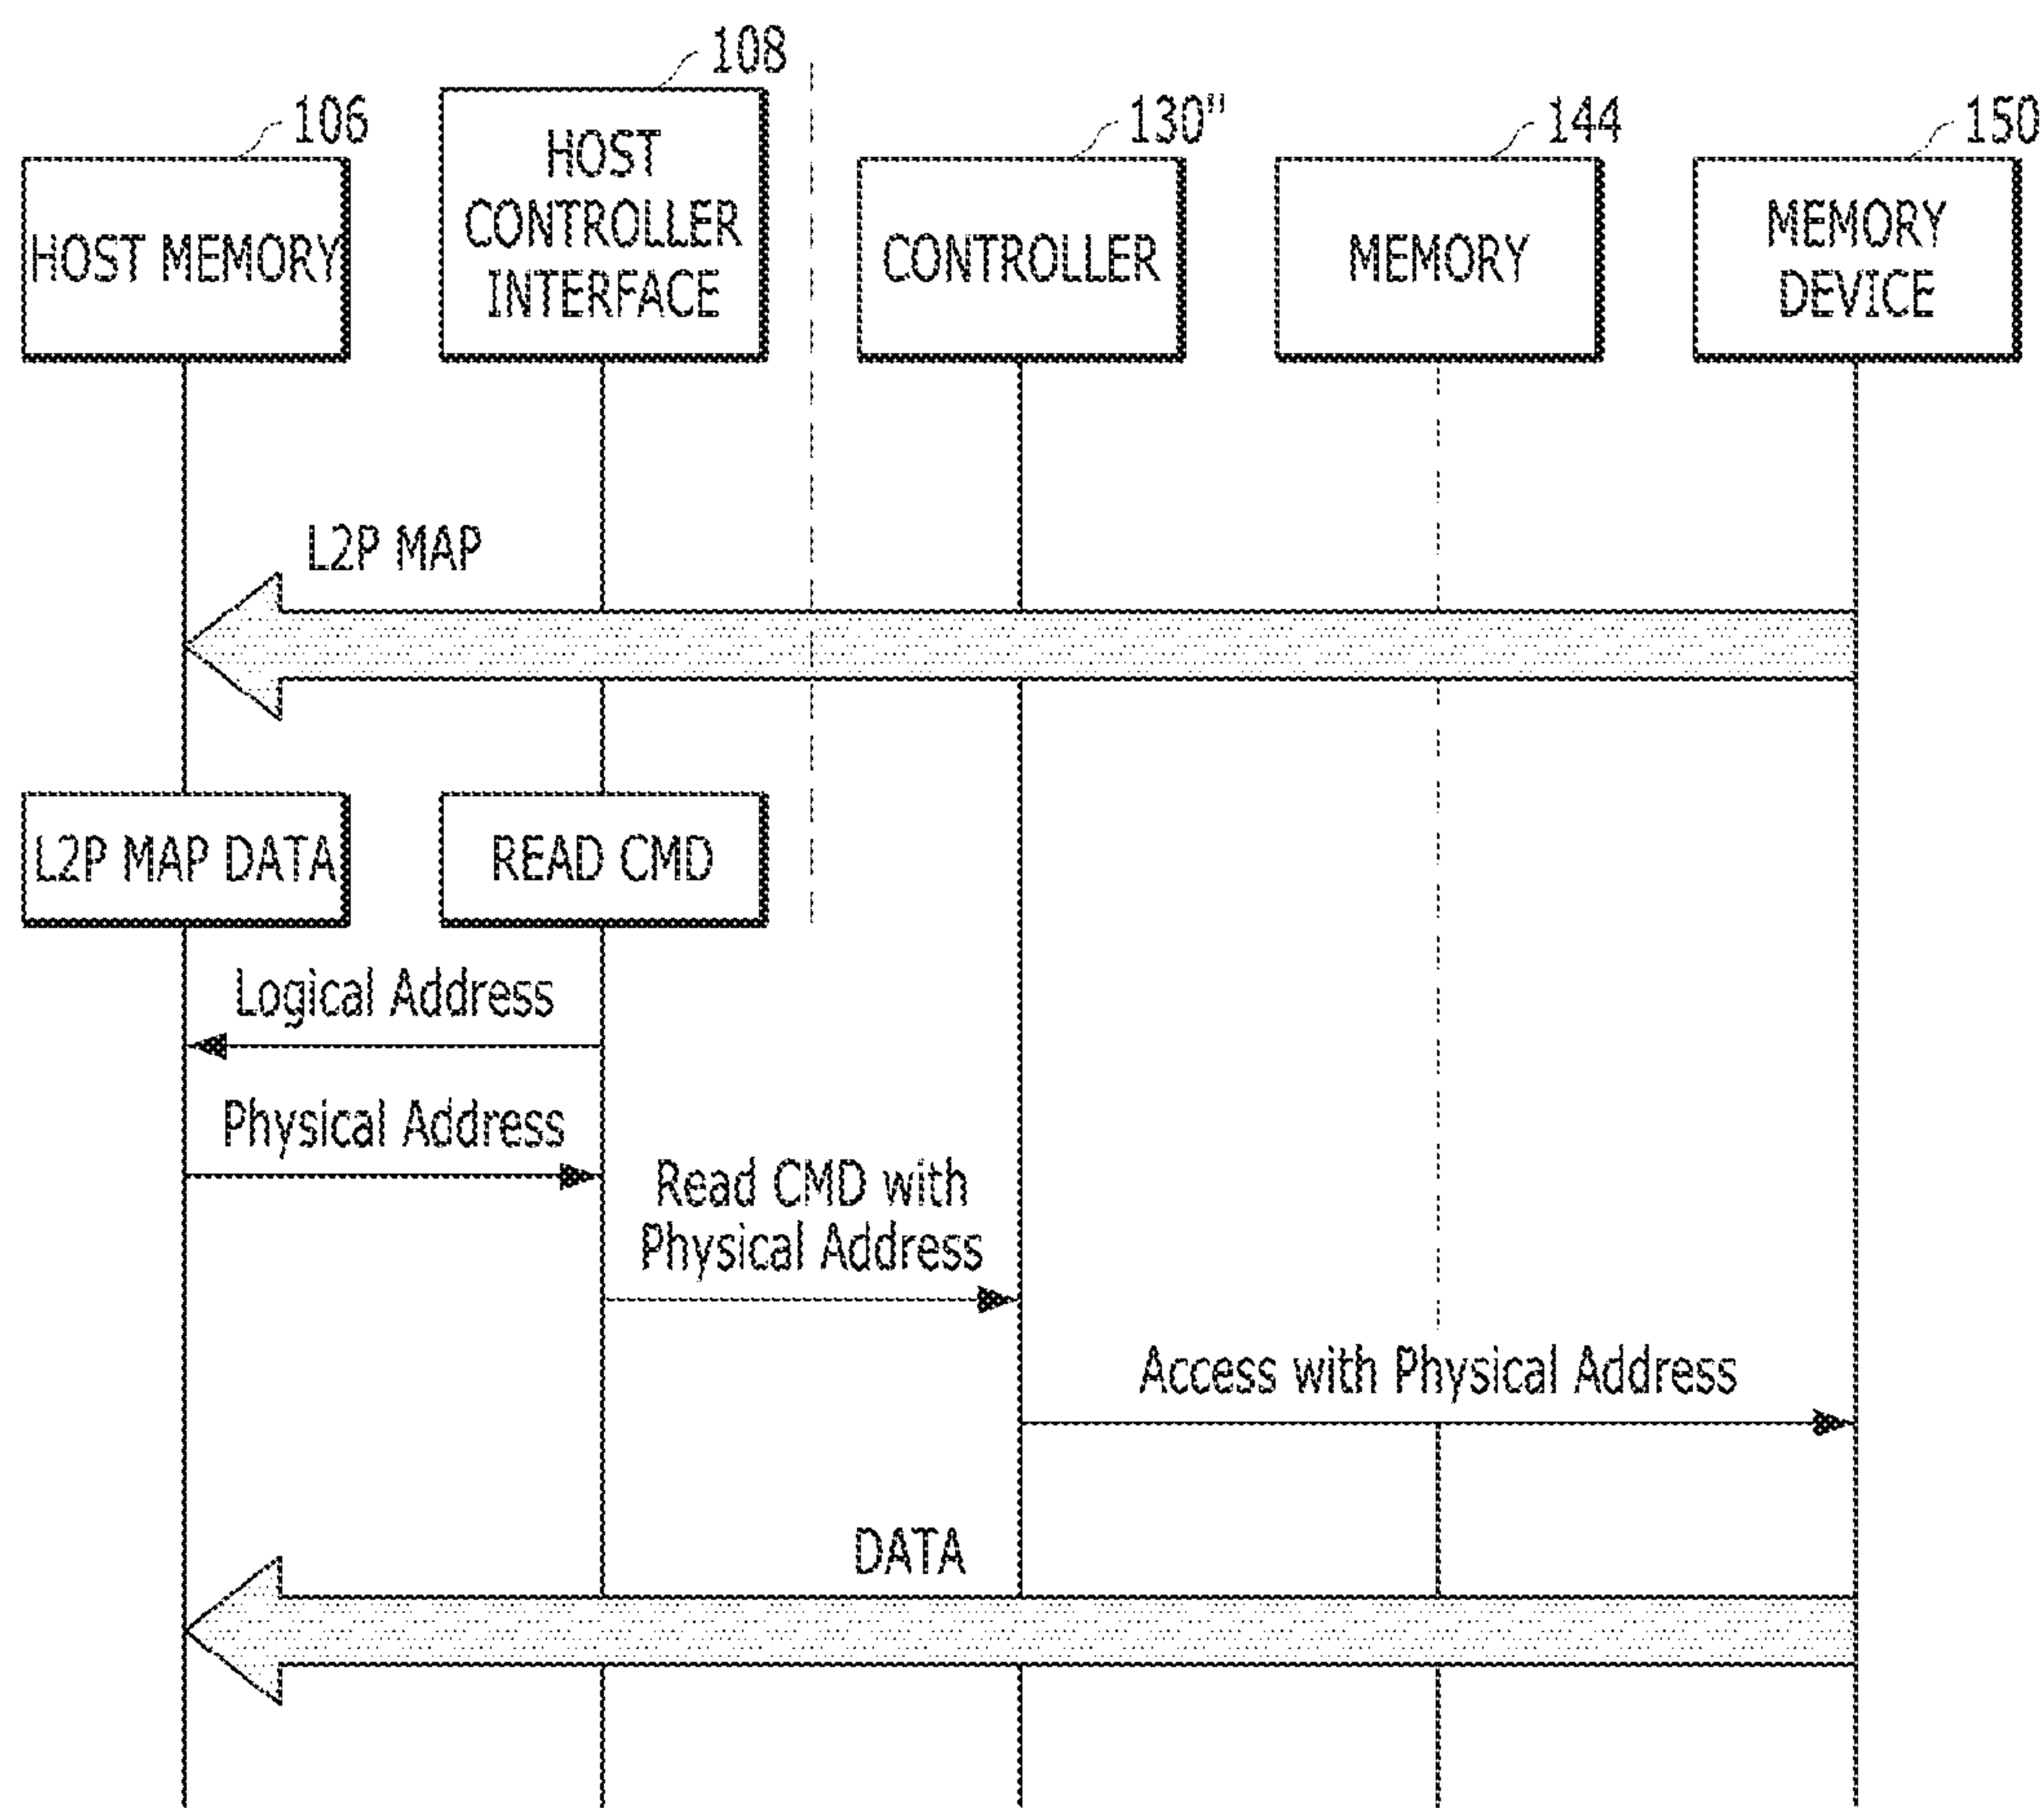 108
106
130"
144
150
HOST MEMORY
HOST
CONTROLLER
INTERFACE
CONTROLLER
MEMORY
MEMORY
DEVICE
L2P MAP
L2P MAP DATA
READ CMD
Logical Address
Physical Address
Read CMD with
Physical Address
Access with Physical Address
DATA